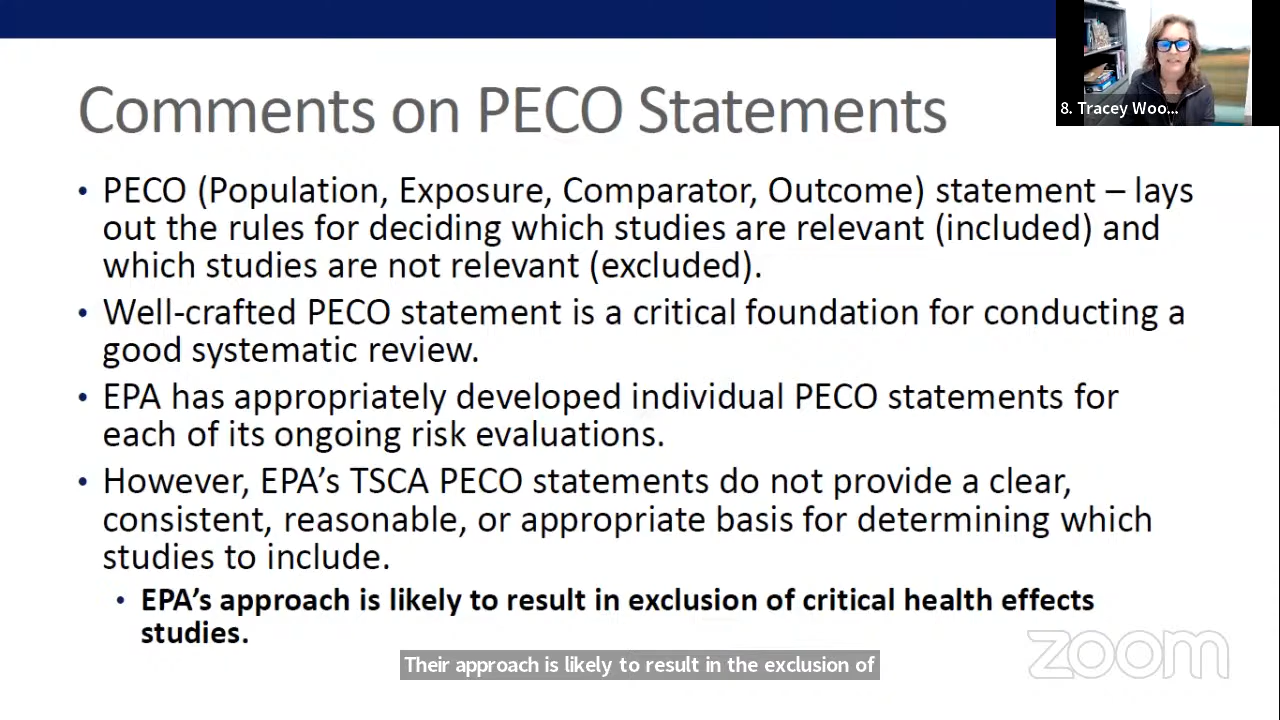 8. Tracey Woo...
Comments on PECO Statements
• PECO (Population, Exposure, Comparator, Outcome) statement – lays
out the rules for deciding which studies are relevant (included) and
which studies are not relevant (excluded).
• Well-crafted PECO statement is a critical foundation for conducting a
good systematic review.
• EPA has appropriately developed individual PECO statements for
each of its ongoing risk evaluations.
• However, EPA’s TSCA PECO statements do not provide a clear,
consistent, reasonable, or appropriate basis for determining which
studies to include.
• EPA’s approach is likely to result in exclusion of critical health effects
studies.
Their approach is likely to result in the exclusion of
zoom